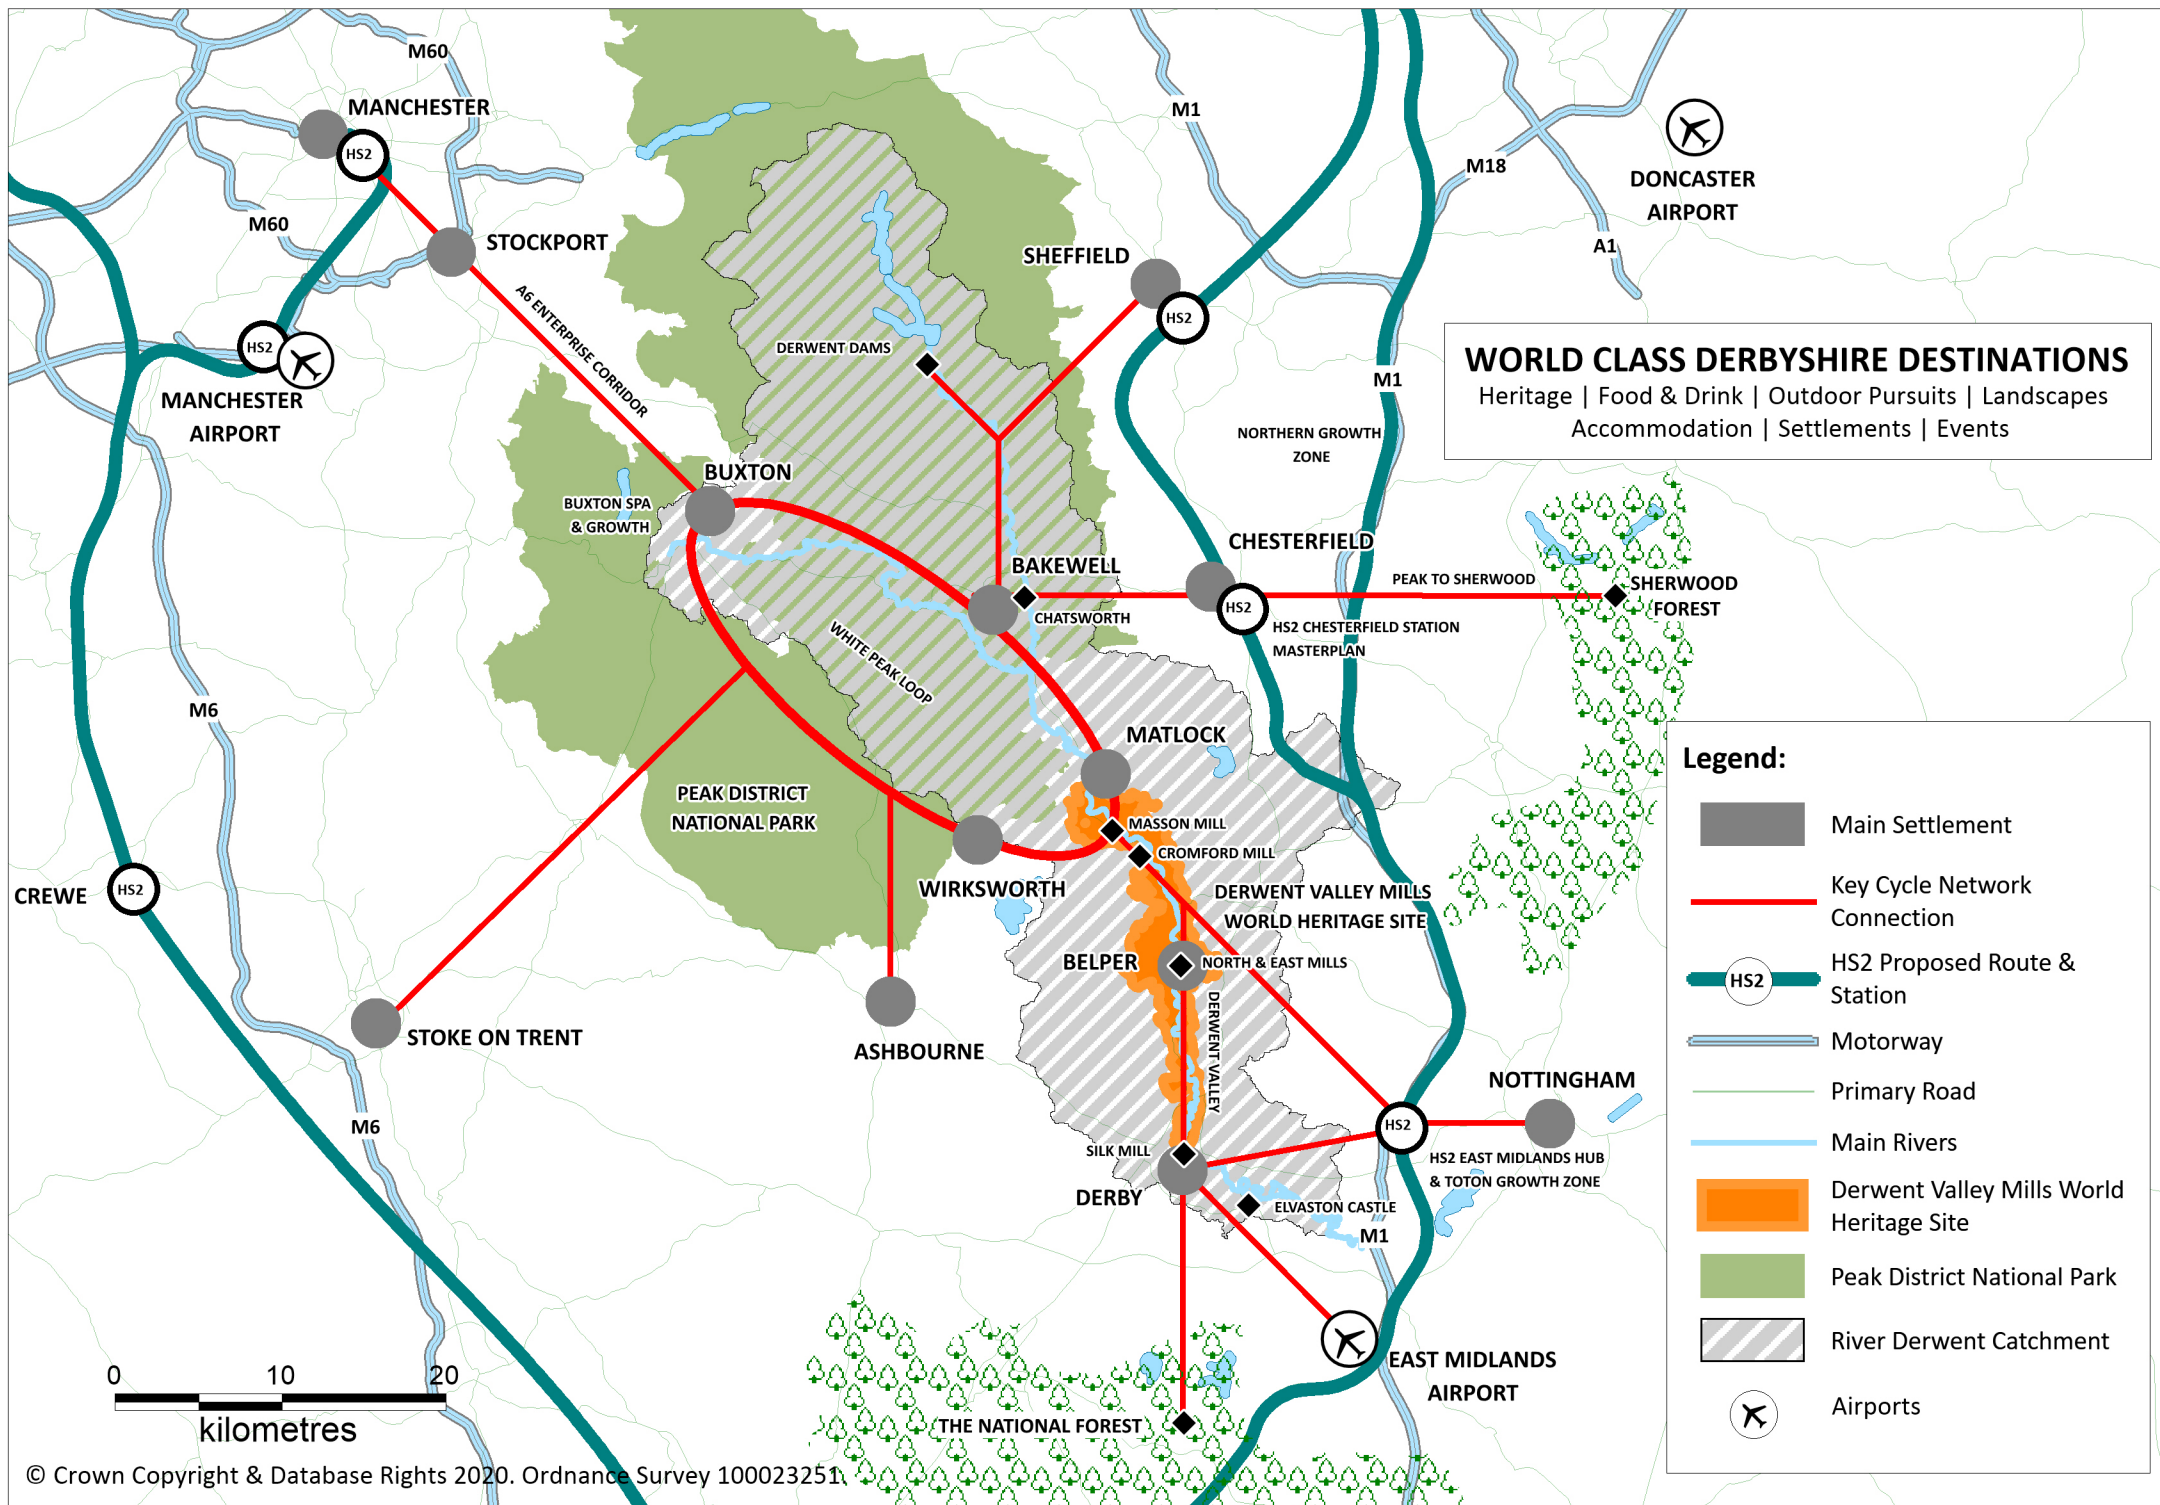 M60
MANCHESTER
HS2
M1
M18
DONCASTER
AIRPORT
M60
STOCKPORT
A1
SHEFFIELD
HS2
A6 ENTERPRISE CORRIDOR
HS2
DERWENT DAMS
MANCHESTER
AIRPORT
M1
WORLD CLASS DERBYSHIRE DESTINATIONS
Heritage | Food & Drink | Outdoor Pursuits | Landscapes
Accommodation | Settlements | Events
NORTHERN GROWTH
ZONE
BUXTON
BUXTON SPA
& GROWTH
CHESTERFIELD
BAKEWELL
PEAK TO SHERWOOD
SHERWOOD
FOREST
HS2
CHATSWORTH
HS2 CHESTERFIELD STATION
MASTERPLAN
WHITE PEAK LOOP
M6
MATLOCK
PEAK DISTRICT
NATIONAL PARK
MASSON MILL
CROMFORD MILL
WIRKSWORTH
CREWE
HS2
DERWENT VALLEY MILLS
WORLD HERITAGE SITE
BELPER
NORTH & EAST MILLS
DERWENT VALLEY
STOKE ON TRENT
ASHBOURNE
NOTTINGHAM
M6
HS2
SILK MILL
HS2 EAST MIDLANDS HUB
& TOTON GROWTH ZONE
DERBY
ELVASTON CASTLE
M1
EAST MIDLANDS
AIRPORT
THE NATIONAL FOREST
Legend:
Main Settlement
Key Cycle Network
Connection
HS2
HS2 Proposed Route &
Station
Motorway
Primary Road
Main Rivers
Derwent Valley Mills World
Heritage Site
Peak District National Park
River Derwent Catchment
Airports
0 10 20
kilometres
© Crown Copyright & Database Rights 2020. Ordnance Survey 100023251.